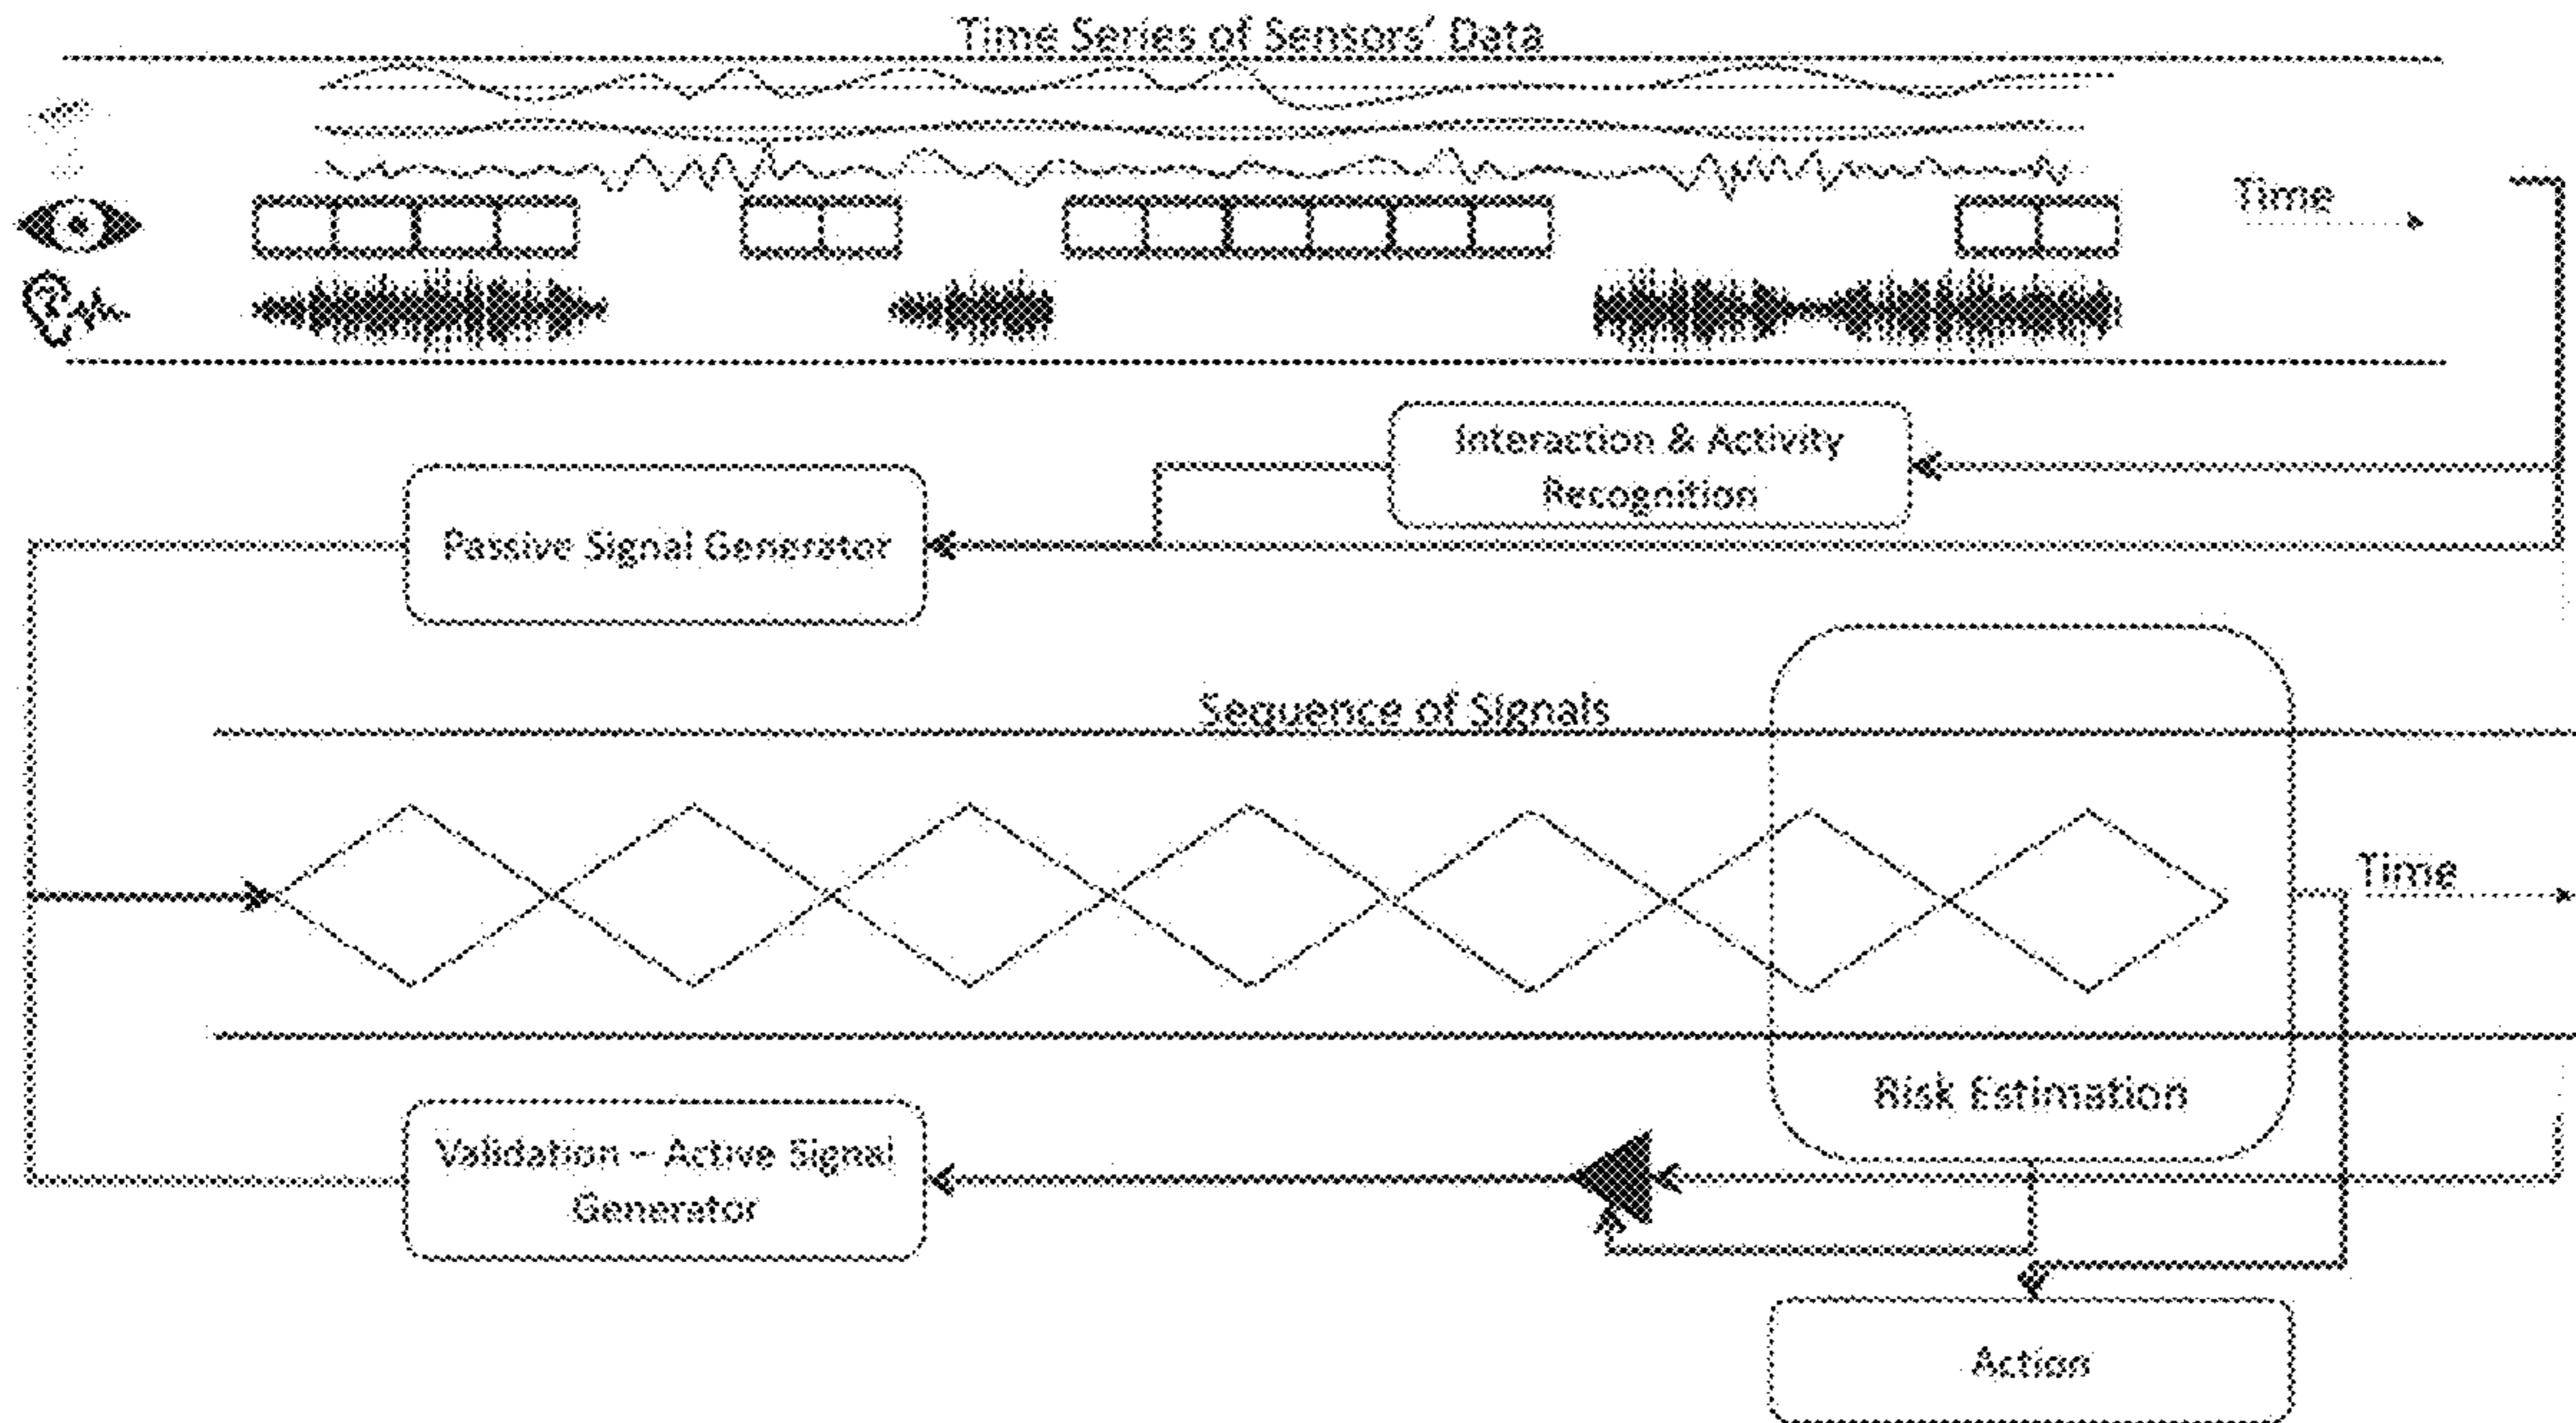 Time Series of Sensors' Data
Time
Interaction & Activity
Recognition
Passive Signal Generator
Sequence of Signals
Time
Risk Estimation
Validation – Active Signal
Generator
Action